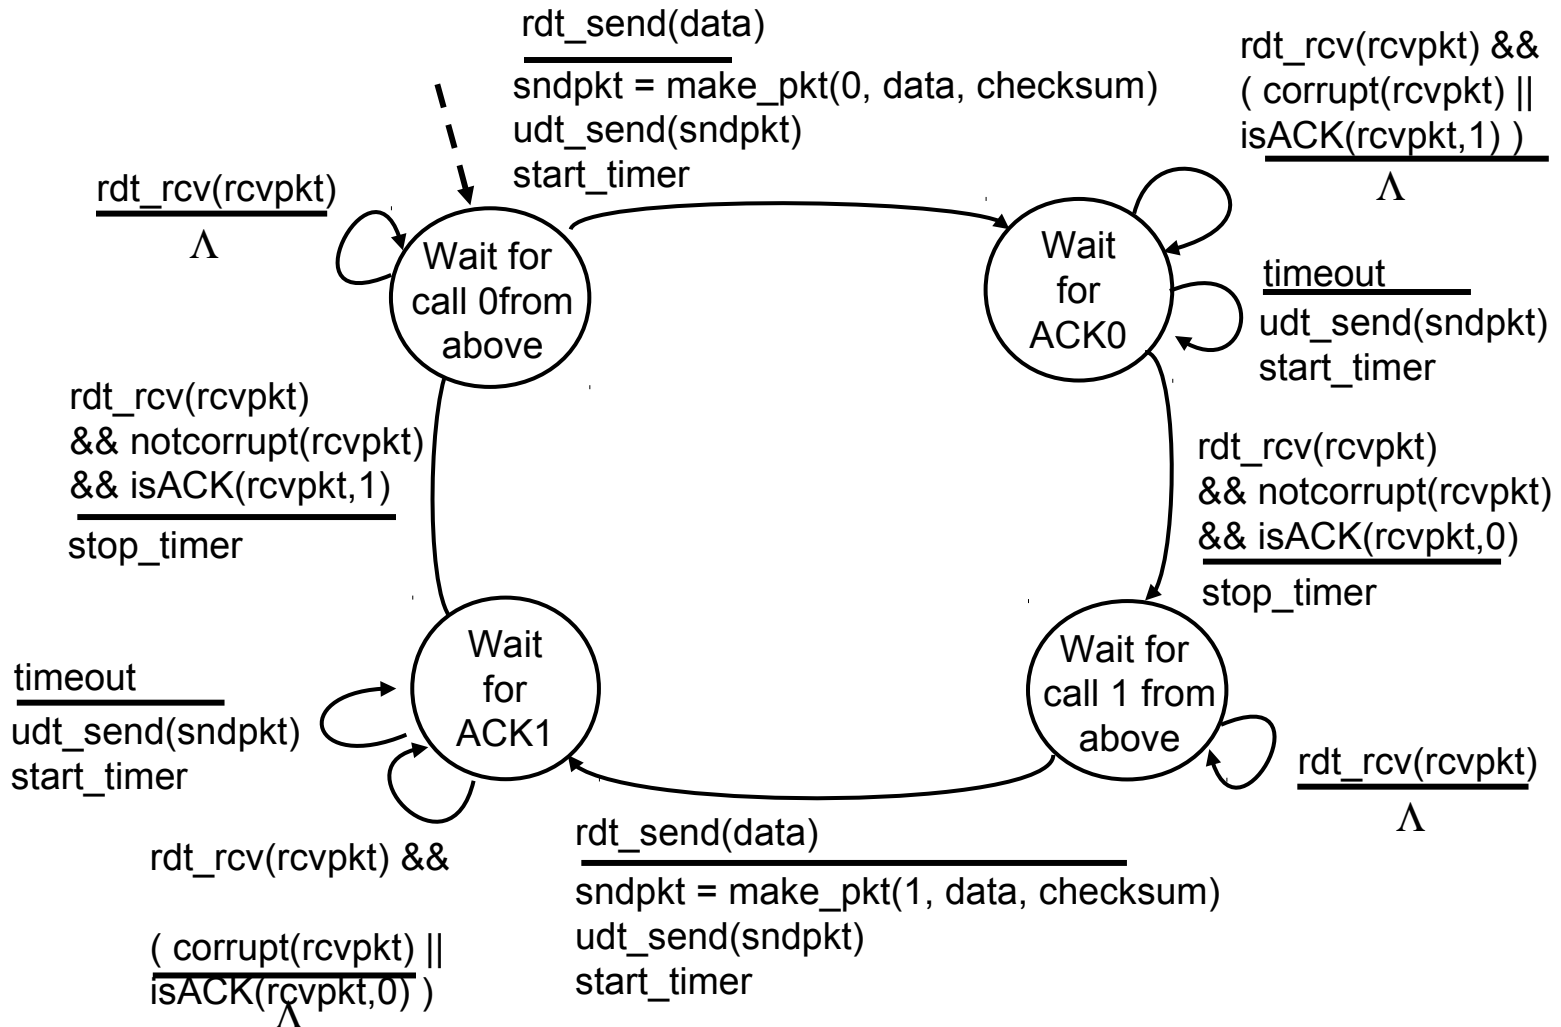 rdt_send(data)
sndpkt = make_pkt(0, data, checksum)
udt_send(sndpkt)
start_timer
rdt_rcv(rcvpkt) &&
( corrupt(rcvpkt) ||
isACK(rcvpkt,1) )
Λ
rdt_rcv(rcvpkt)
Λ
Wait for
call 0from
above
Wait
for
ACK0
timeout
udt_send(sndpkt)
start_timer
rdt_rcv(rcvpkt)
&& notcorrupt(rcvpkt)
&& isACK(rcvpkt,1)
stop_timer
rdt_rcv(rcvpkt)
&& notcorrupt(rcvpkt)
&& isACK(rcvpkt,0)
stop_timer
Wait
for
ACK1
Wait for
call 1 from
above
timeout
udt_send(sndpkt)
start_timer
rdt_rcv(rcvpkt)
Λ
rdt_rcv(rcvpkt) &&
( corrupt(rcvpkt) ||
isACK(rcvpkt,0) )
Λ
rdt_send(data)
sndpkt = make_pkt(1, data, checksum)
udt_send(sndpkt)
start_timer